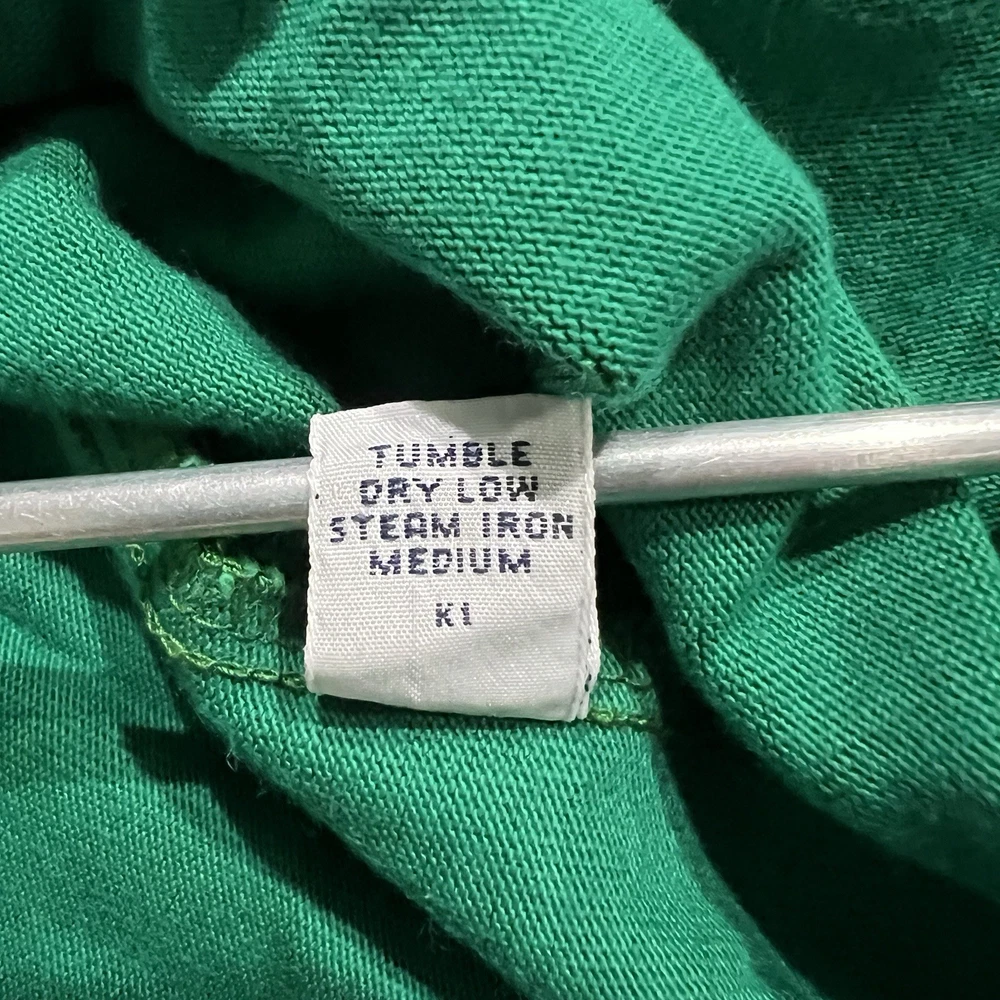 TUMBLE
DRY LOW
STEAM IRON
MEDIUM
K1